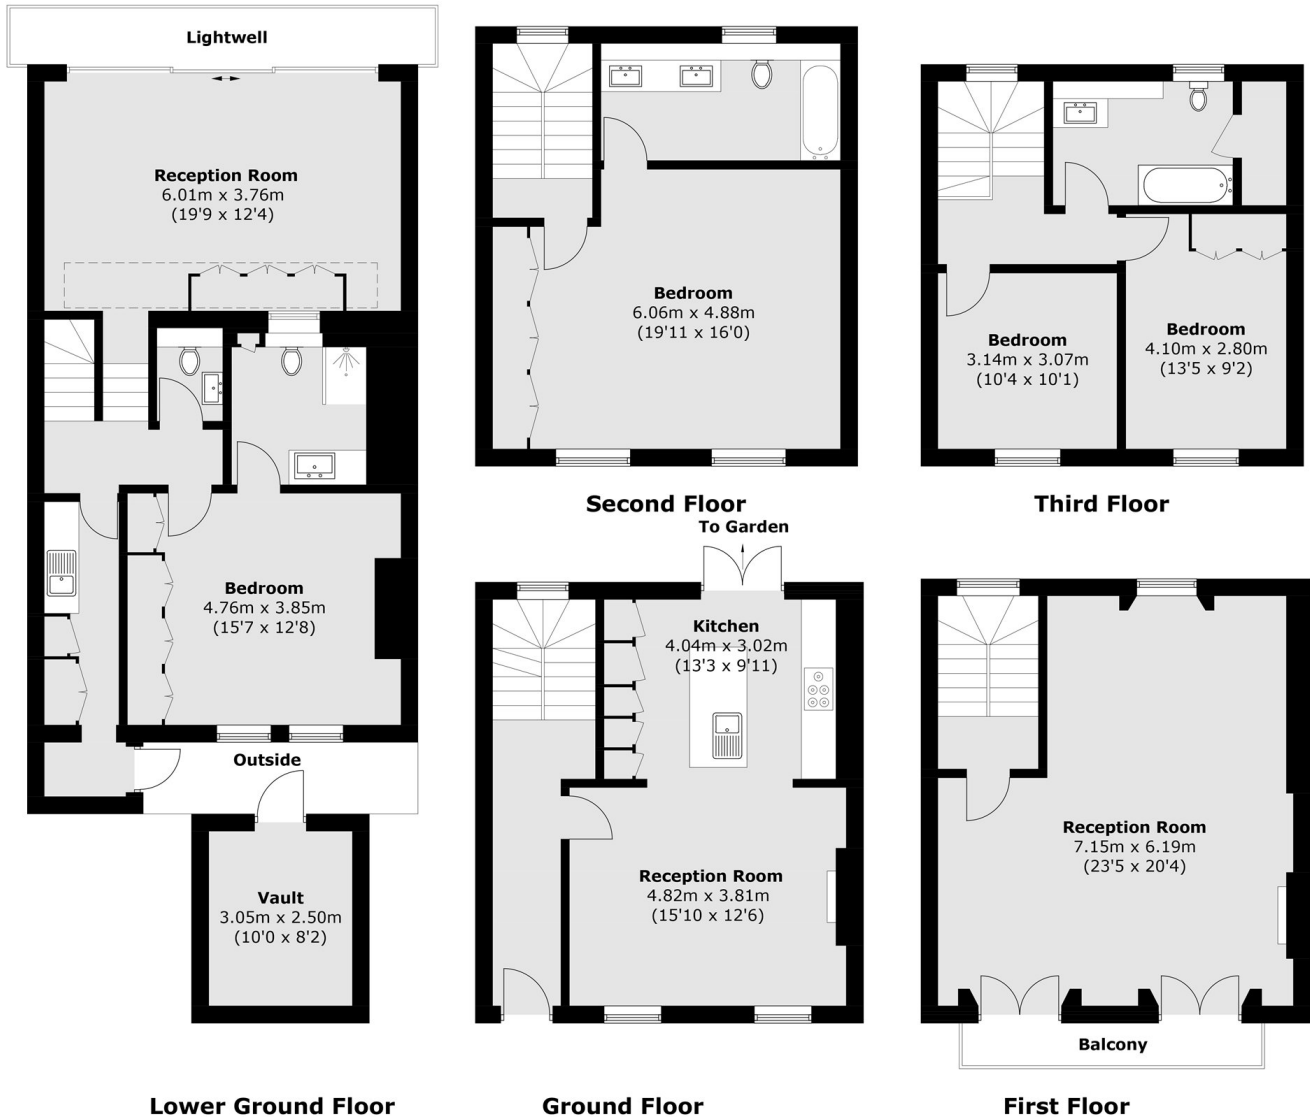 Lightwell
Reception Room
6.01m x 3.76m
(19'9 x 12'4)
Bedroom
4.76m x 3.85m
(15'7 x 12'8)
Outside
Vault
3.05m x 2.50m
(10'0 x 8'2)
Lower Ground Floor
Bedroom
6.06m x 4.88m
(19'11 x 16'0)
Second Floor
To Garden
Kitchen
4.04m x 3.02m
(13'3 x 9'11)
Reception Room
4.82m x 3.81m
(15'10 x 12'6)
Ground Floor
Bedroom
3.14m x 3.07m
(10'4 x 10'1)
Bedroom
4.10m x 2.80m
(13'5 x 9'2)
Third Floor
Reception Room
7.15m x 6.19m
(23'5 x 20'4)
Balcony
First Floor